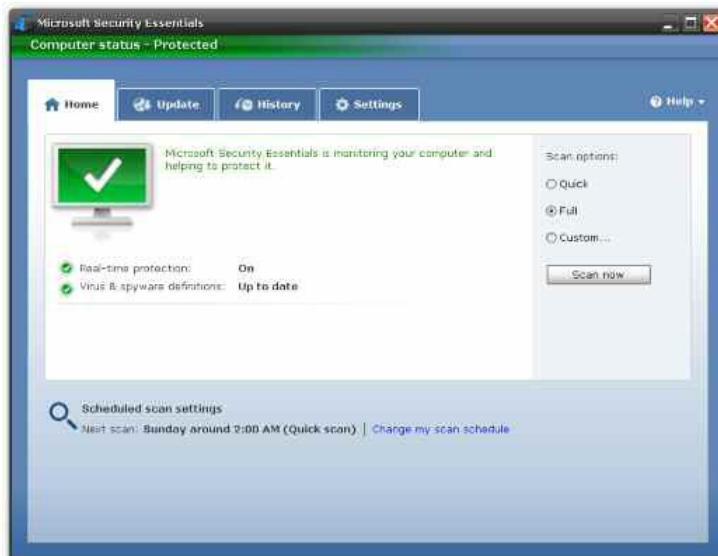 Microsoft Security Essentials
Computer status - Protected
Home
Update
History
Settings
Help
Microsoft Security Essentials is monitoring your computer and
helping to protect it.
Real-time protection: On
Virus & spyware definitions: Up to date
Scan options:
Quick
Full
Custom...
Scan now
Scheduled scan settings
Next scan: Sunday around 2:00 AM (Quick scan) | Change my scan schedule